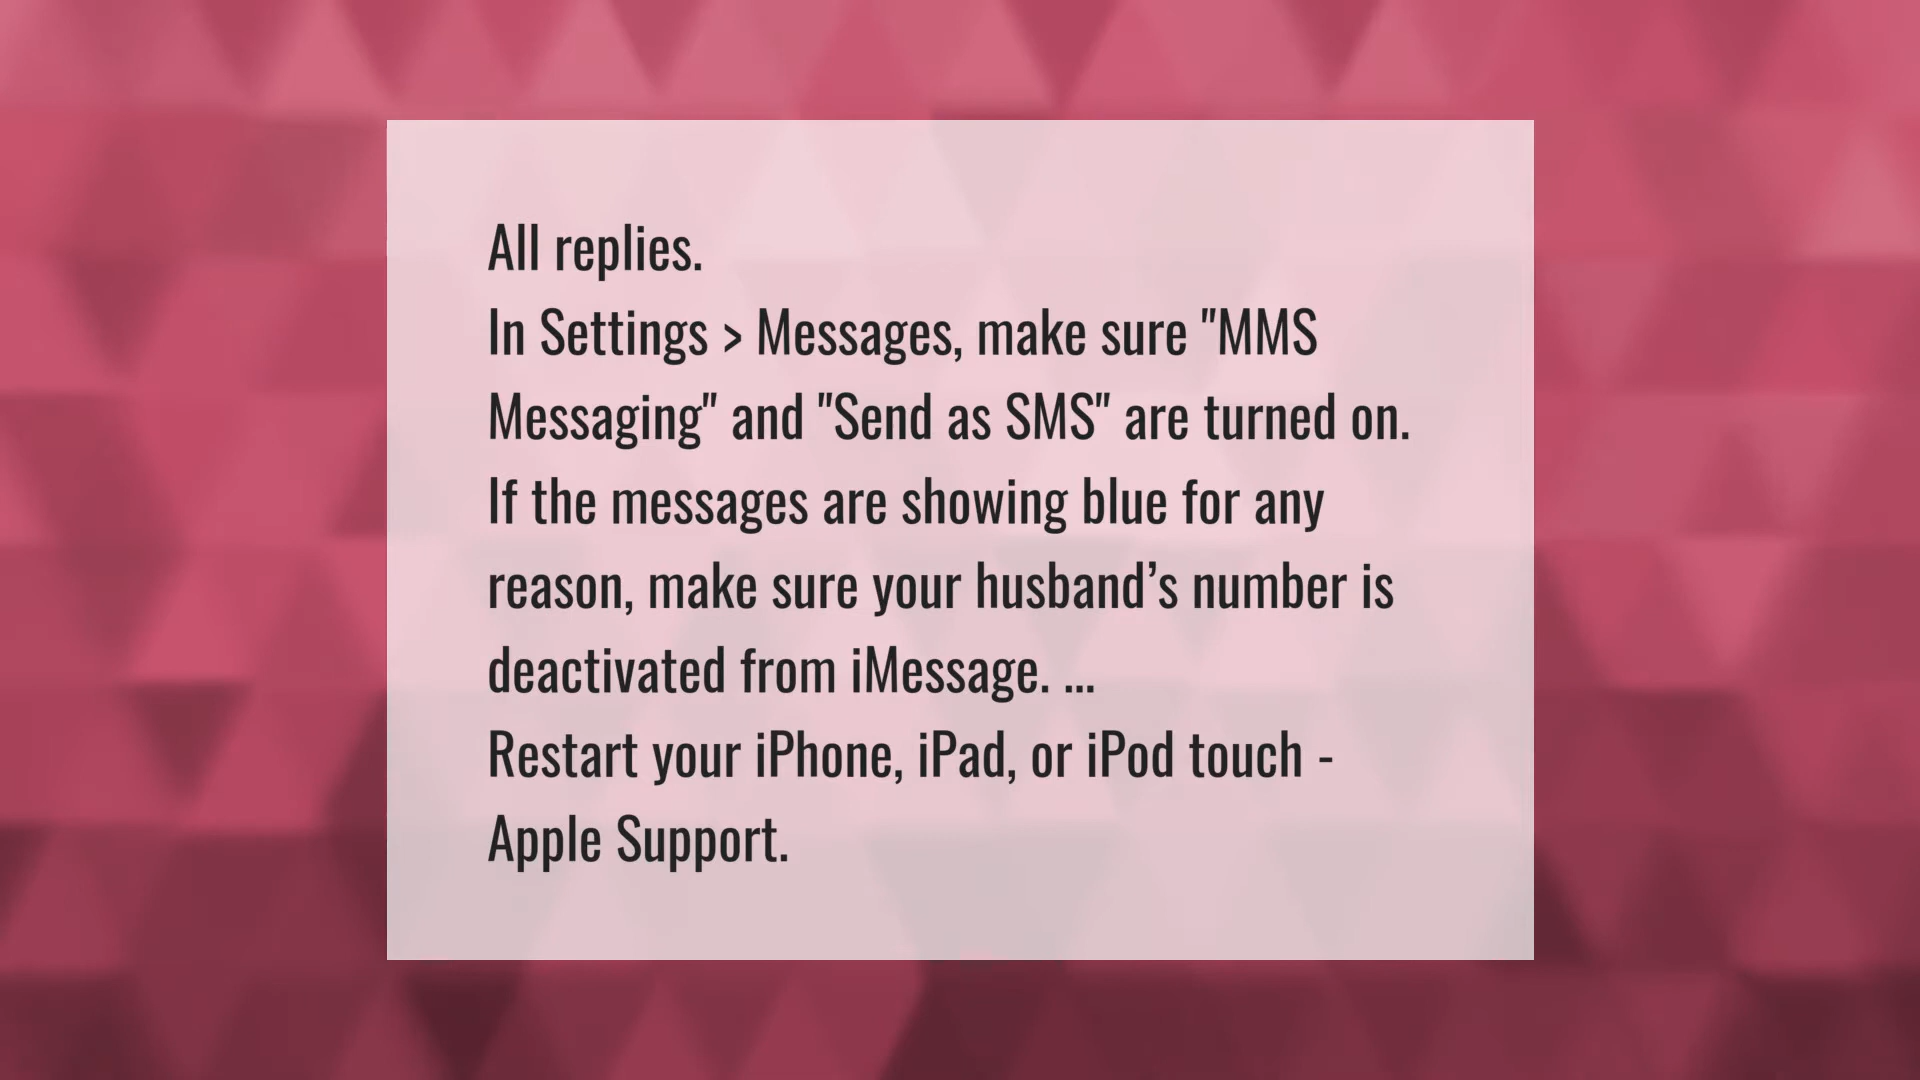 All replies.
In Settings > Messages, make sure "MMS
Messaging" and "Send as SMS" are turned on.
If the messages are showing blue for any
reason, make sure your husband’s number is
deactivated from iMessage. ...
Restart your iPhone, iPad, or iPod touch -
Apple Support.